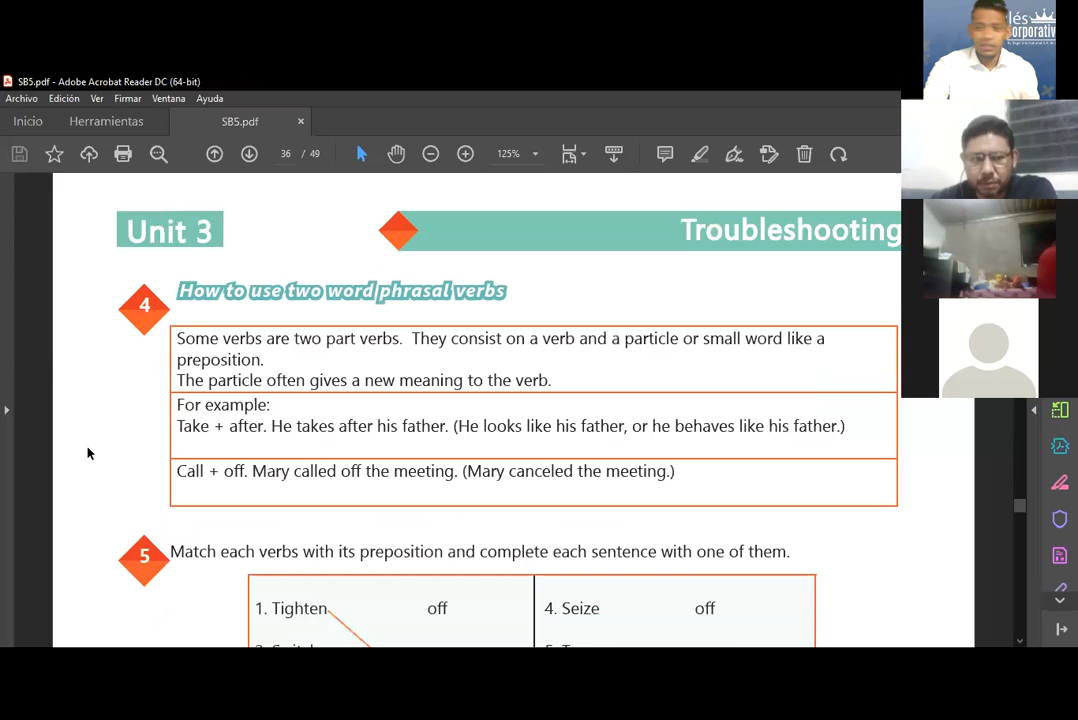 lés
orporativ
SB5.pdf - Adobe Acrobat Reader DC (64-bit)
Archivo Edición Ver Firmar Ventana Ayuda
Inicio Herramientas SB5.pdf ×
36 / 49 125%
Unit 3 Troubleshooting
4 How to use two word phrasal verbs
Some verbs are two part verbs. They consist on a verb and a particle or small word like a
preposition.
The particle often gives a new meaning to the verb.
For example:
Take + after. He takes after his father. (He looks like his father, or he behaves like his father.)
Call + off. Mary called off the meeting. (Mary canceled the meeting.)
5 Match each verbs with its preposition and complete each sentence with one of them.
1. Tighten off 4. Seize off